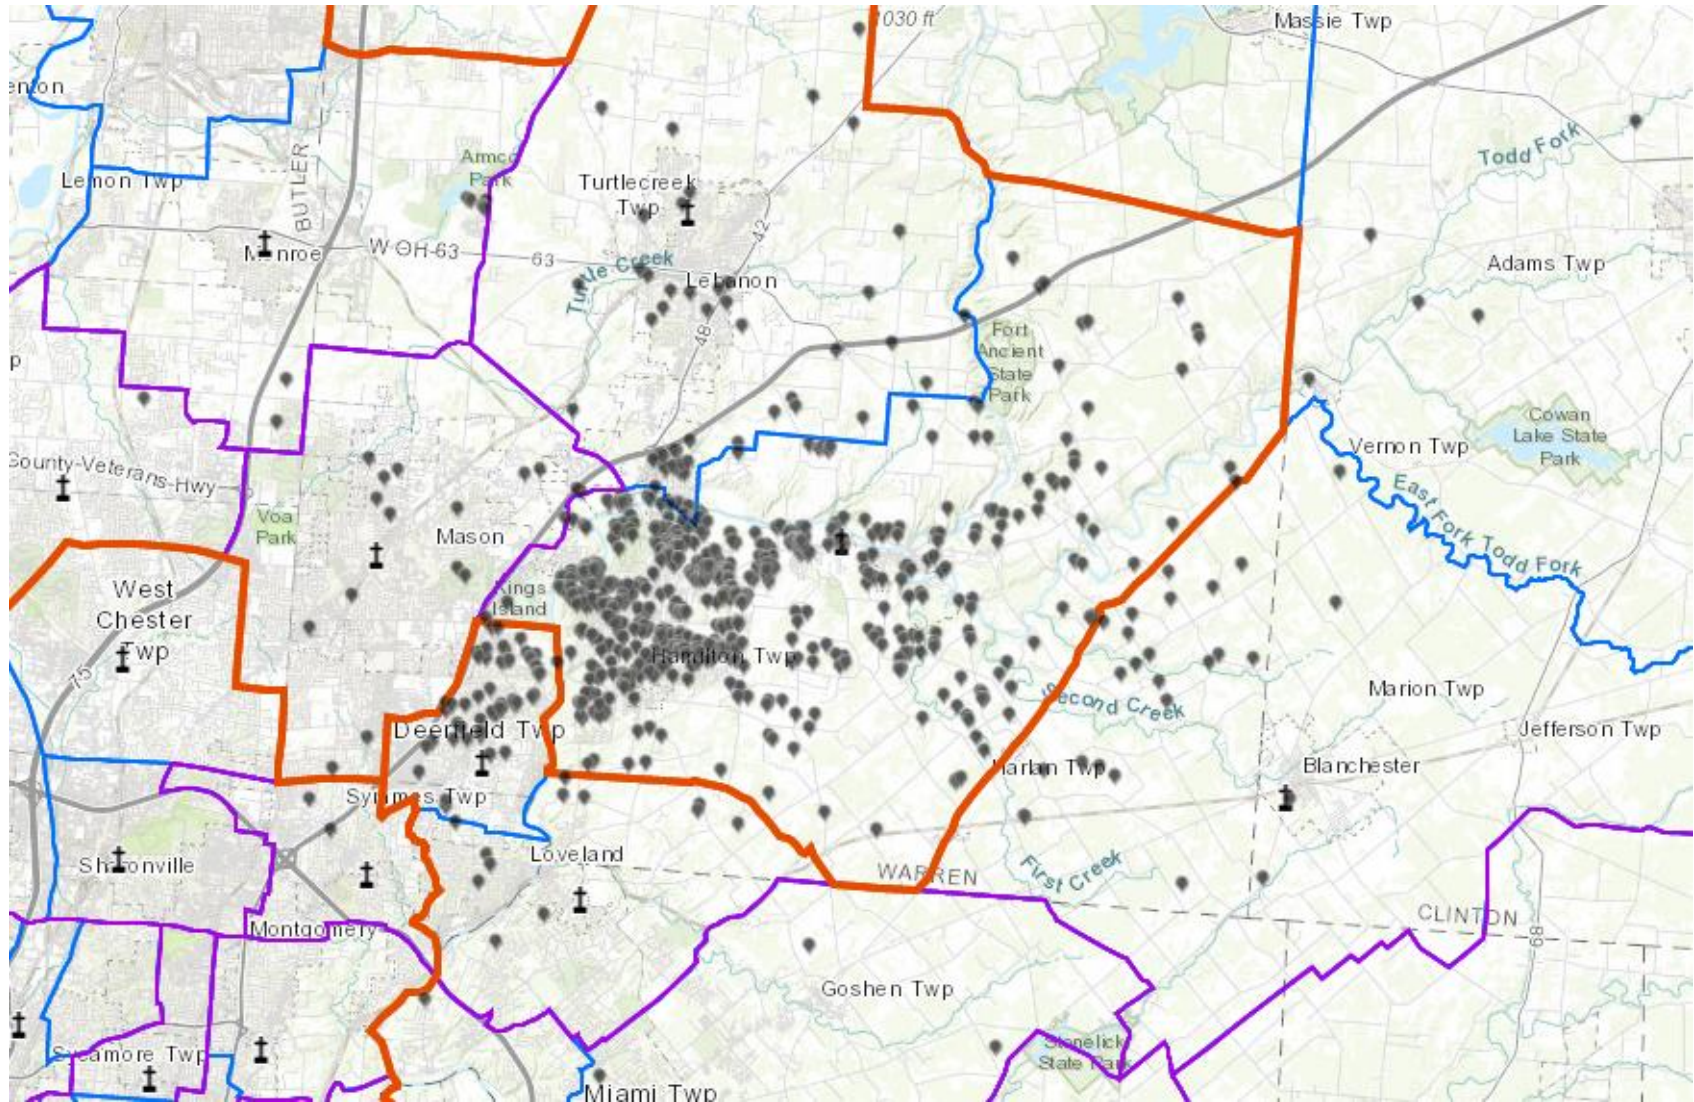 1030 ft
Massie Twp
enton
BUTLER
Armco
Park
Todd Fork
Lemon Twp
Turtlecreek
Twp
42
Monroe
W OH-63
63
Turtle Creek
Lebanon
Adams Twp
48
Fort
Ancient
State
Park
p
Cowan
Lake State
Park
Vernon Twp
County-Veterans-Hwy
East Fork Todd Fork
Voa
Park
Mason
West
Chester
Twp
Kings
Island
75
Hamilton Twp
Second Creek
Marion Twp
Deerfield Twp
Jefferson Twp
Harlan Twp
Blanchester
Symmes Twp
Sharonville
Loveland
WARREN
First Creek
CLINTON
68
Montgomery
Goshen Twp
Stonelick
State Park
Sycamore Twp
Miami Twp